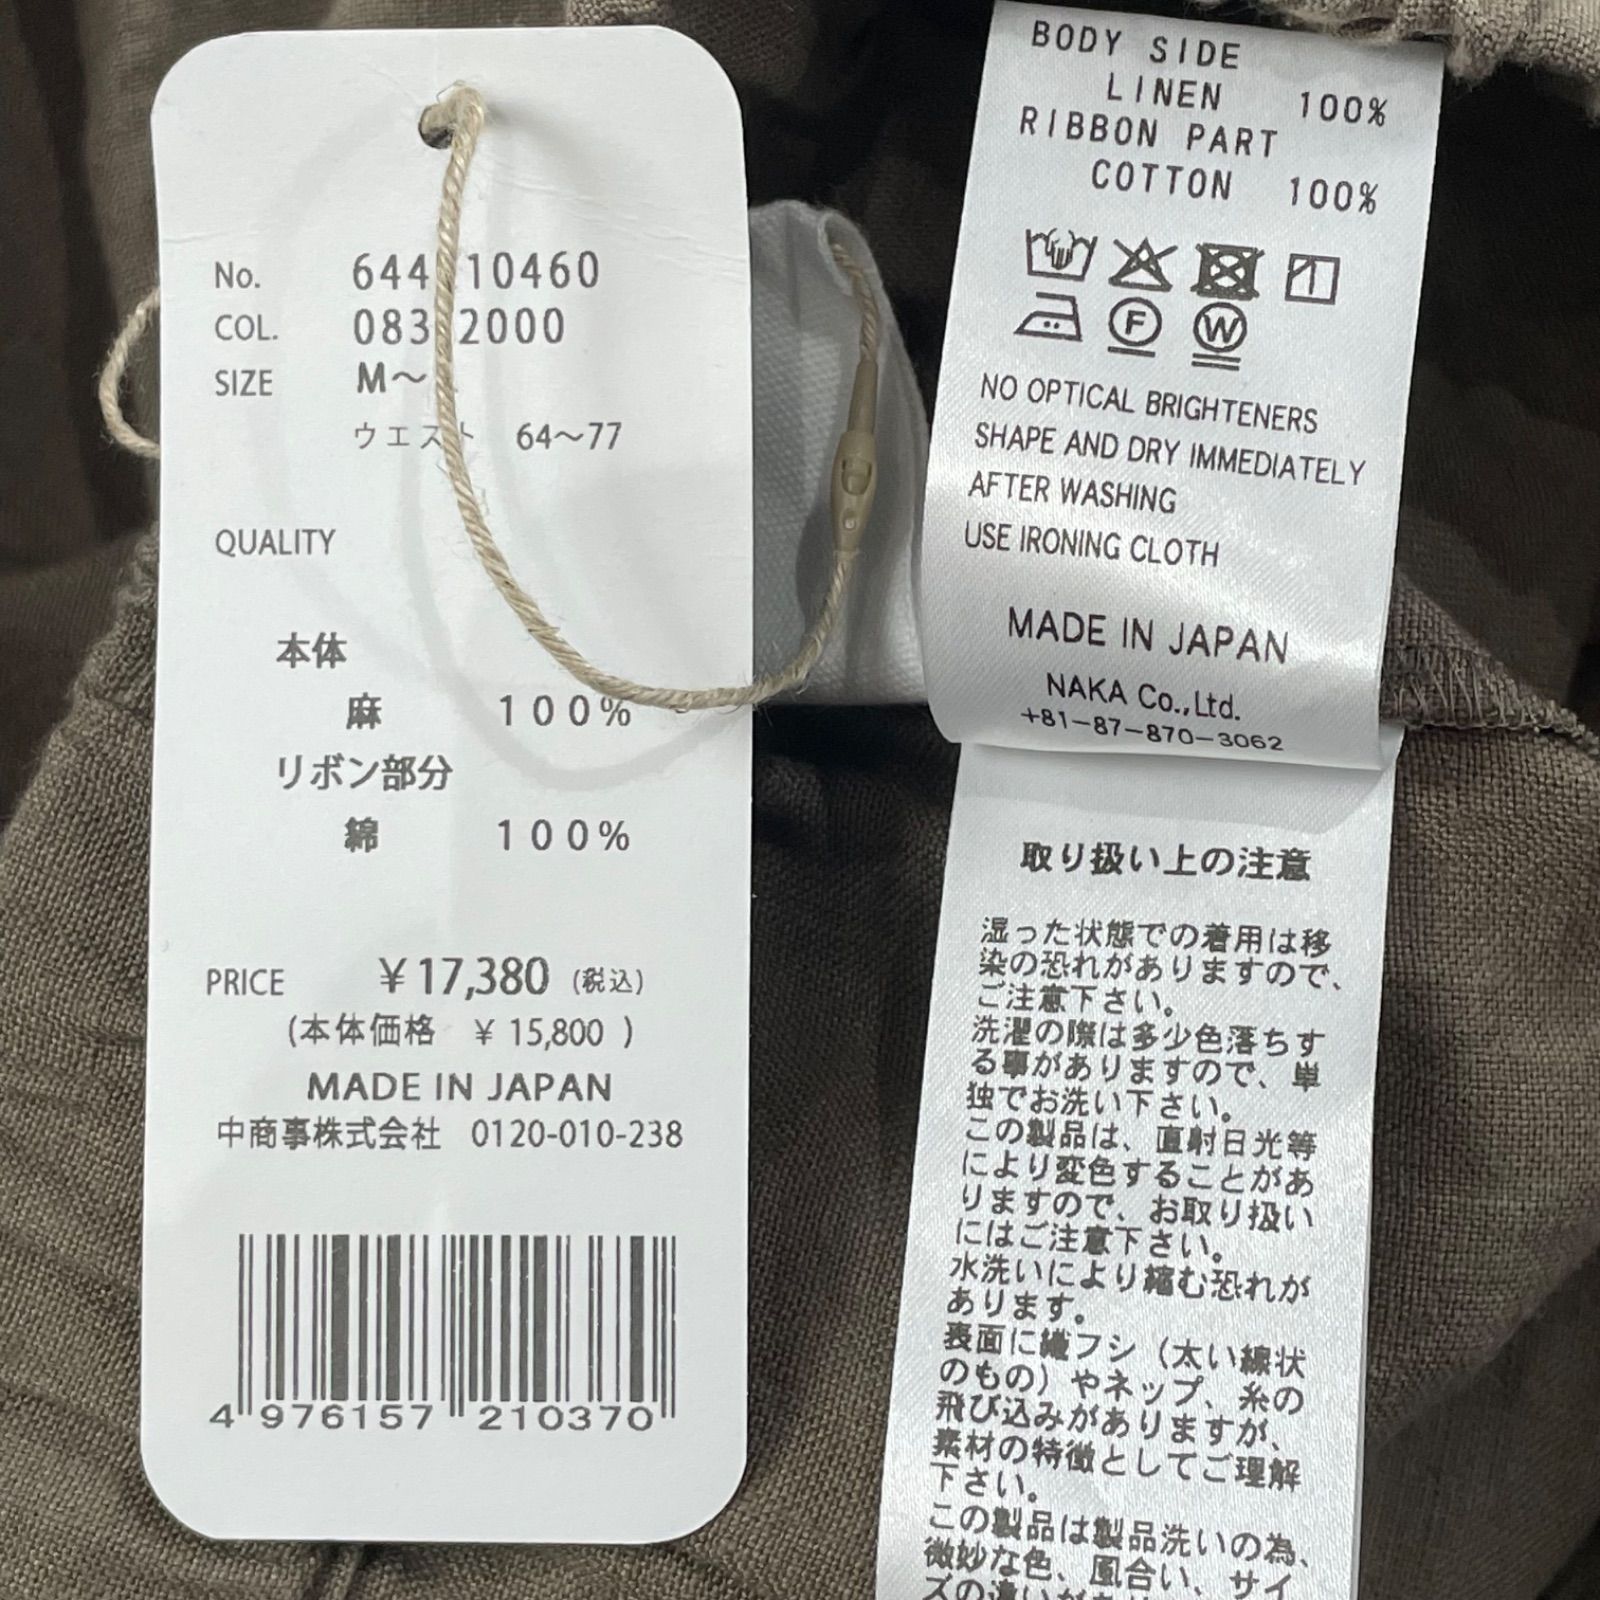 No. 644 10460
COL. 083 2000
SIZE M～
ウエスト 64～77
QUALITY
本体
麻 100%
リボン部分
綿 100%
PRICE ￥17,380 (税込)
(本体価格 ￥ 15,800 )
MADE IN JAPAN
中商事株式会社 0120-010-238
4 976157 210370
BODY SIDE
LINEN 100%
RIBBON PART
COTTON 100%
F W
NO OPTICAL BRIGHTENERS
SHAPE AND DRY IMMEDIATELY
AFTER WASHING
USE IRONING CLOTH
MADE IN JAPAN
NAKA Co.,Ltd.
+81-87-870-3062
取り扱い上の注意
湿った状態での着用は移
染の恐れがありますので、
ご注意下さい。
洗濯の際は多少色落ちす
る事がありますので、単
独でお洗い下さい。
この製品は、直射日光等
により変色することがあ
りますので、お取り扱い
にはご注意下さい。
水洗いにより縮む恐れが
あります。
表面に織フシ（太い線状
のもの）やネップ、糸の
飛び込みがありますが、
素材の特徴としてご理解
下さい。
この製品は製品洗いの為、
微妙な色、風合い、サイ
ズの違いがあ